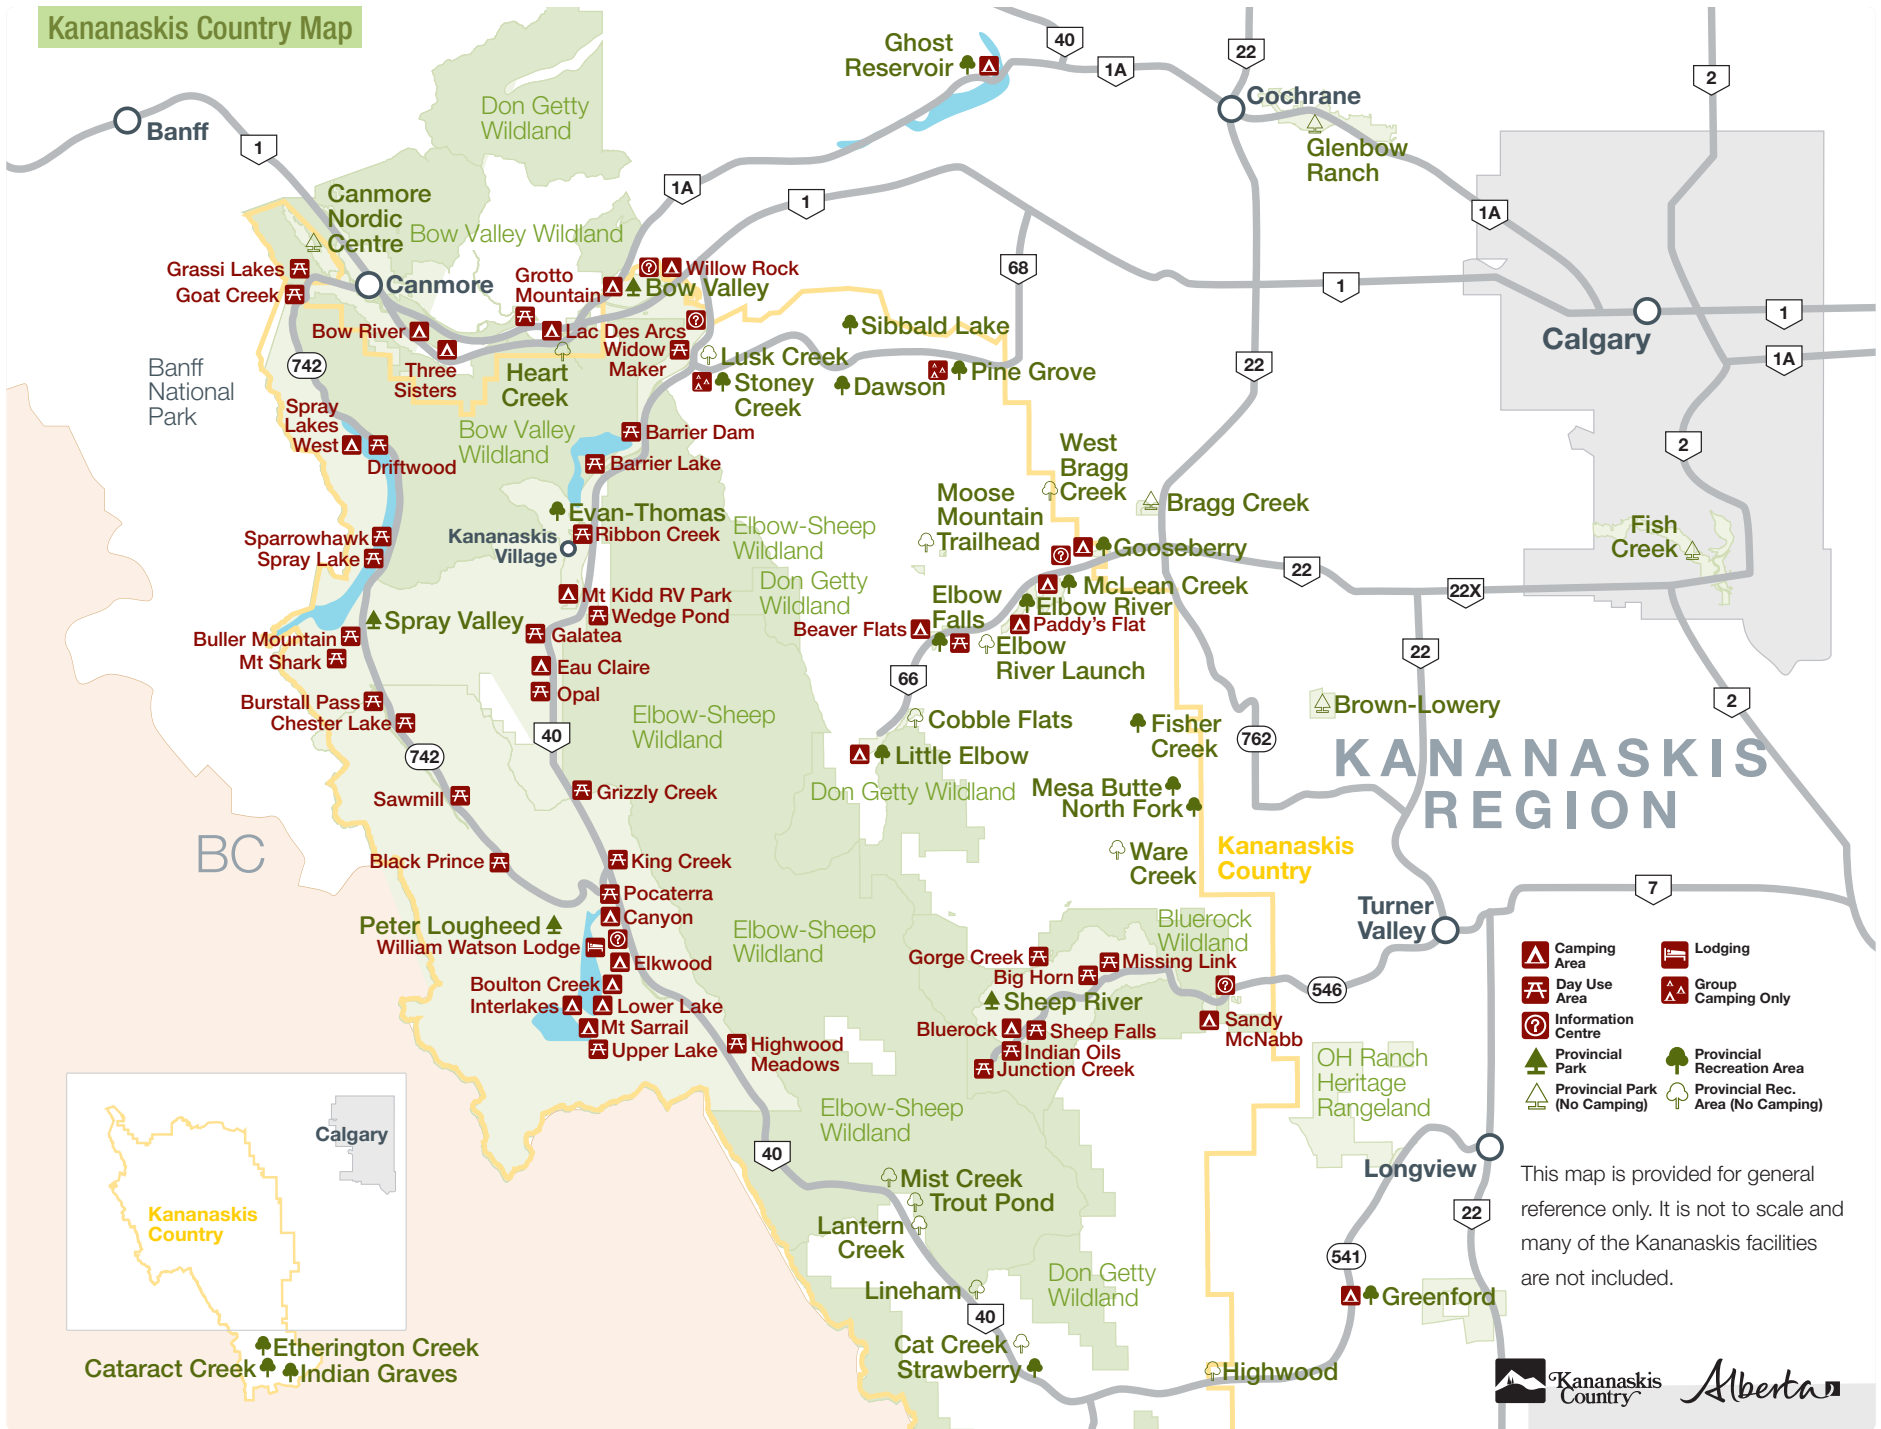 Kananaskis Country Map
Ghost
Reservoir
40
1A
22
Cochrane
2
Banff
1
Don Getty
Wildland
Glenbow
Ranch
1A
1
1A
Canmore
Nordic
Centre
Bow Valley Wildland
Grassi Lakes
Goat Creek
Canmore
Grotto
Mountain
Willow Rock
Bow Valley
68
1
Calgary
1
1A
Bow River
Lac Des Arcs
Widow
Maker
Sibbald Lake
Lusk Creek
Stoney
Creek
Dawson
Pine Grove
22
742
Three
Sisters
Heart
Creek
Banff
National
Park
Spray
Lakes
West
Driftwood
Bow Valley
Wildland
Barrier Dam
Barrier Lake
West
Bragg
Creek
2
Moose
Mountain
Trailhead
Bragg Creek
Evan-Thomas
Ribbon Creek
Kananaskis
Village
Elbow-Sheep
Wildland
Fish
Creek
Sparrowhawk
Spray Lake
Gooseberry
22
22X
Don Getty
Wildland
McLean Creek
Mt Kidd RV Park
Wedge Pond
Elbow
Falls
Elbow River
Paddy's Flat
Beaver Flats
Spray Valley
Galatea
Buller Mountain
Mt Shark
Elbow
River Launch
22
Eau Claire
Opal
66
Burstall Pass
Chester Lake
2
Brown-Lowery
Elbow-Sheep
Wildland
Cobble Flats
Fisher
Creek
40
762
742
Little Elbow
KANANASKIS
REGION
Sawmill
Grizzly Creek
Don Getty Wildland
Mesa Butte
North Fork
BC
Black Prince
King Creek
Ware
Creek
Kananaskis
Country
Pocaterra
Canyon
7
Peter Lougheed
William Watson Lodge
Elbow-Sheep
Wildland
Bluerock
Wildland
Turner
Valley
Elkwood
Gorge Creek
Big Horn
Missing Link
Boulton Creek
Interlakes
Lower Lake
Sheep River
546
Mt Sarrail
Upper Lake
Highwood
Meadows
Bluerock
Sheep Falls
Indian Oils
Junction Creek
Sandy
McNabb
Camping
Area
Lodging
Day Use
Area
Group
Camping Only
Information
Centre
Provincial
Park
Provincial
Recreation Area
Provincial Park
(No Camping)
Provincial Rec.
Area (No Camping)
OH Ranch
Heritage
Rangeland
Elbow-Sheep
Wildland
Calgary
40
Longview
This map is provided for general
reference only. It is not to scale and
many of the Kananaskis facilities
are not included.
Mist Creek
Trout Pond
Lantern
Creek
Kananaskis
Country
22
541
Lineham
Don Getty
Wildland
Greenford
40
Cat Creek
Strawberry
Highwood
Etherington Creek
Cataract Creek
Indian Graves
Kananaskis
Country
Alberta